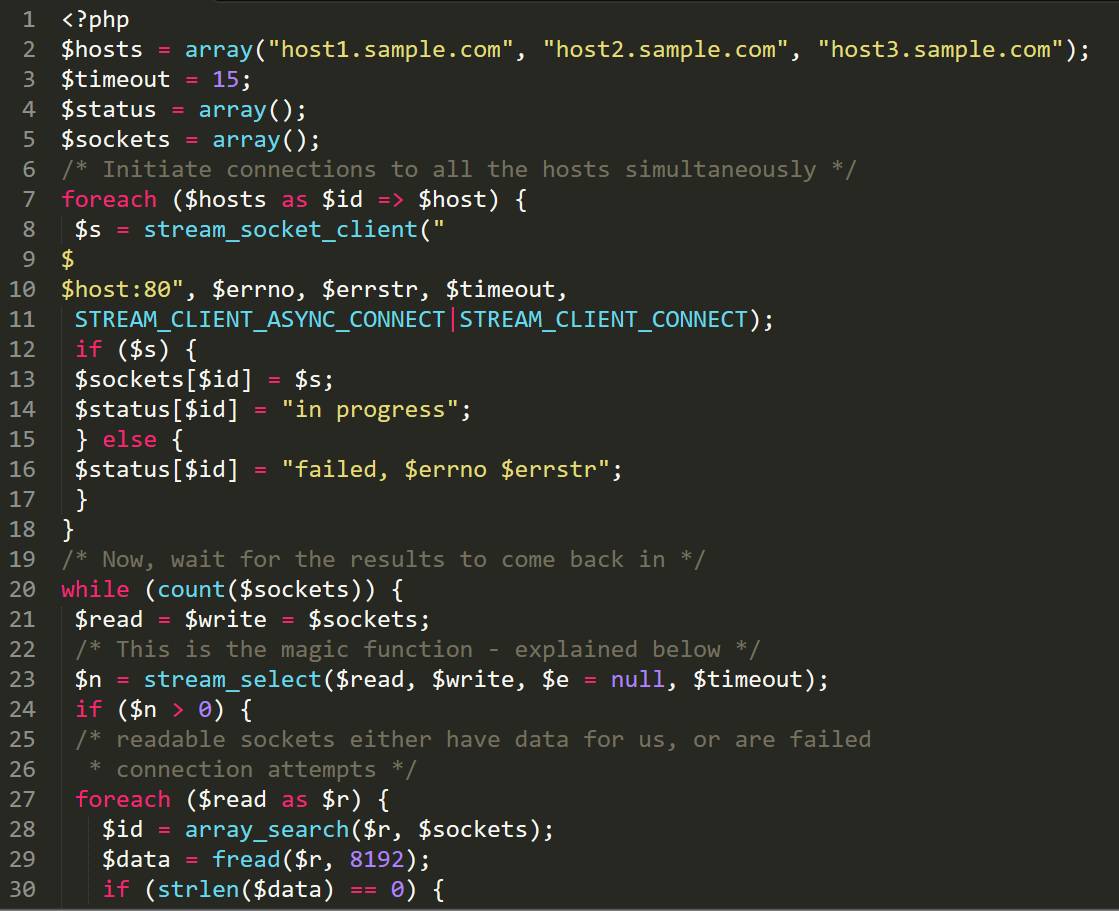 1 <?php
2 $hosts = array("host1.sample.com", "host2.sample.com", "host3.sample.com");
3 $timeout = 15;
4 $status = array();
5 $sockets = array();
6 /* Initiate connections to all the hosts simultaneously */
7 foreach ($hosts as $id => $host) {
8  $s = stream_socket_client("
9 $
10 $host:80", $errno, $errstr, $timeout,
11  STREAM_CLIENT_ASYNC_CONNECT|STREAM_CLIENT_CONNECT);
12  if ($s) {
13  $sockets[$id] = $s;
14  $status[$id] = "in progress";
15  } else {
16  $status[$id] = "failed, $errno $errstr";
17  }
18 }
19 /* Now, wait for the results to come back in */
20 while (count($sockets)) {
21  $read = $write = $sockets;
22  /* This is the magic function - explained below */
23  $n = stream_select($read, $write, $e = null, $timeout);
24  if ($n > 0) {
25  /* readable sockets either have data for us, or are failed
26   * connection attempts */
27  foreach ($read as $r) {
28    $id = array_search($r, $sockets);
29    $data = fread($r, 8192);
30    if (strlen($data) == 0) {